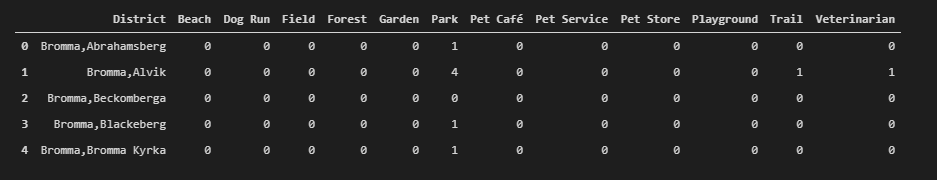 District Beach Dog Run Field Forest Garden Park Pet Café Pet Service Pet Store Playground Trail Veterinarian
0 Bromma,Abrahamsberg 0 0 0 0 0 1 0 0 0 0 0 0
1 Bromma,Alvik 0 0 0 0 0 4 0 0 0 0 1 1
2 Bromma,Beckomberga 0 0 0 0 0 0 0 0 0 0 0 0
3 Bromma,Blackeberg 0 0 0 0 0 1 0 0 0 0 0 0
4 Bromma,Bromma Kyrka 0 0 0 0 0 1 0 0 0 0 0 0